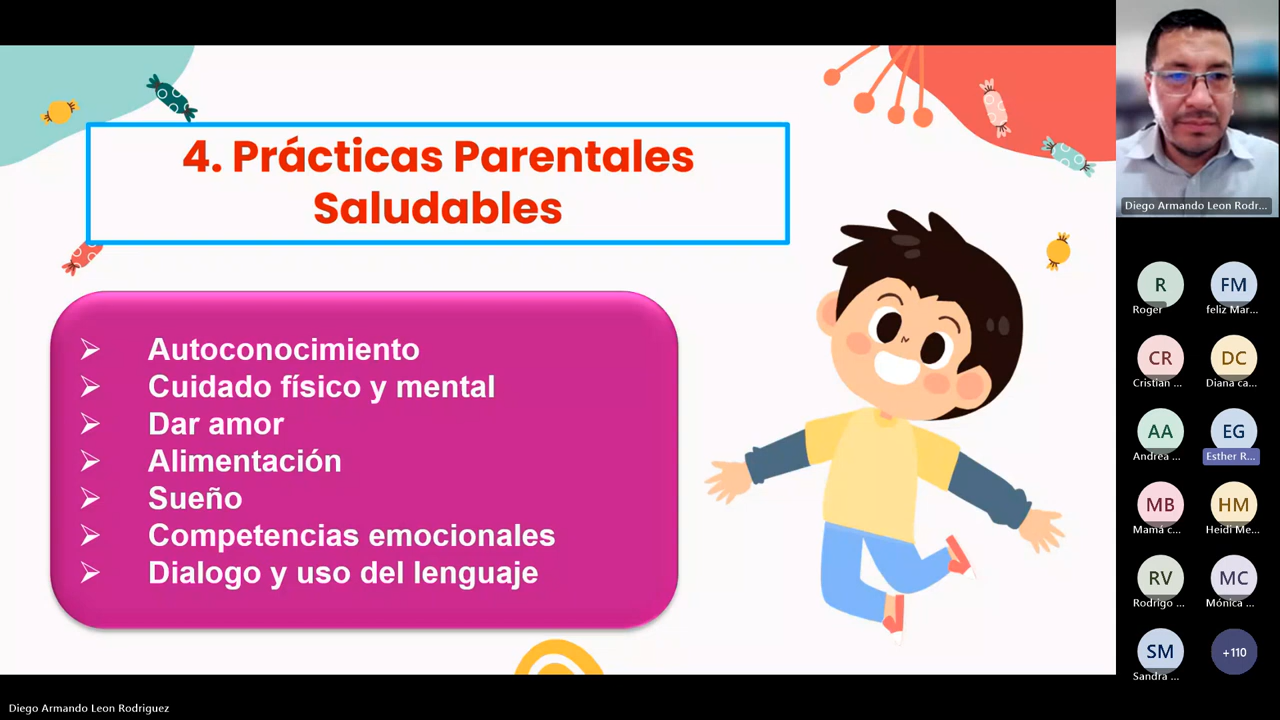 4. Prácticas Parentales
Saludables
Autoconocimiento
Cuidado físico y mental
Dar amor
Alimentación
Sueño
Competencias emocionales
Dialogo y uso del lenguaje
Diego Armando Leon Rodr...
R
Roger
FM
feliz Mar...
CR
Cristian ...
DC
Diana ca...
AA
Andrea ...
EG
Esther R...
MB
Mamá c...
HM
Heidi Me...
RV
Rodrigo ...
MC
Mónica ...
SM
Sandra ...
+110
Diego Armando Leon Rodriguez